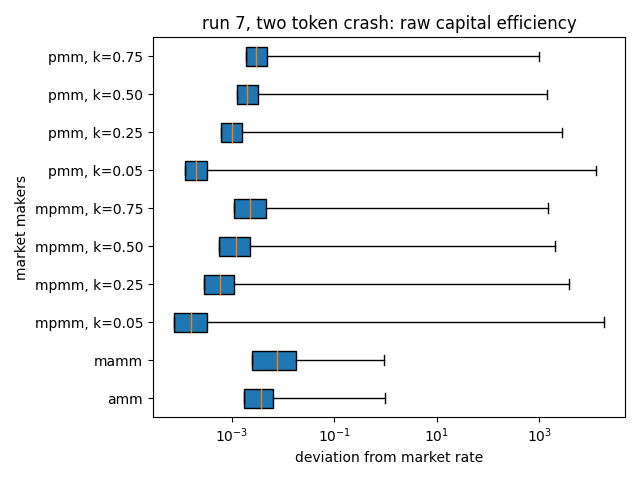 run 7, two token crash: raw capital efficiency
pmm, k=0.75
pmm, k=0.50
pmm, k=0.25
pmm, k=0.05
mpmm, k=0.75
mpmm, k=0.50
mpmm, k=0.25
mpmm, k=0.05
mamm
amm
market makers
10⁻³ 10⁻¹ 10¹ 10³
deviation from market rate